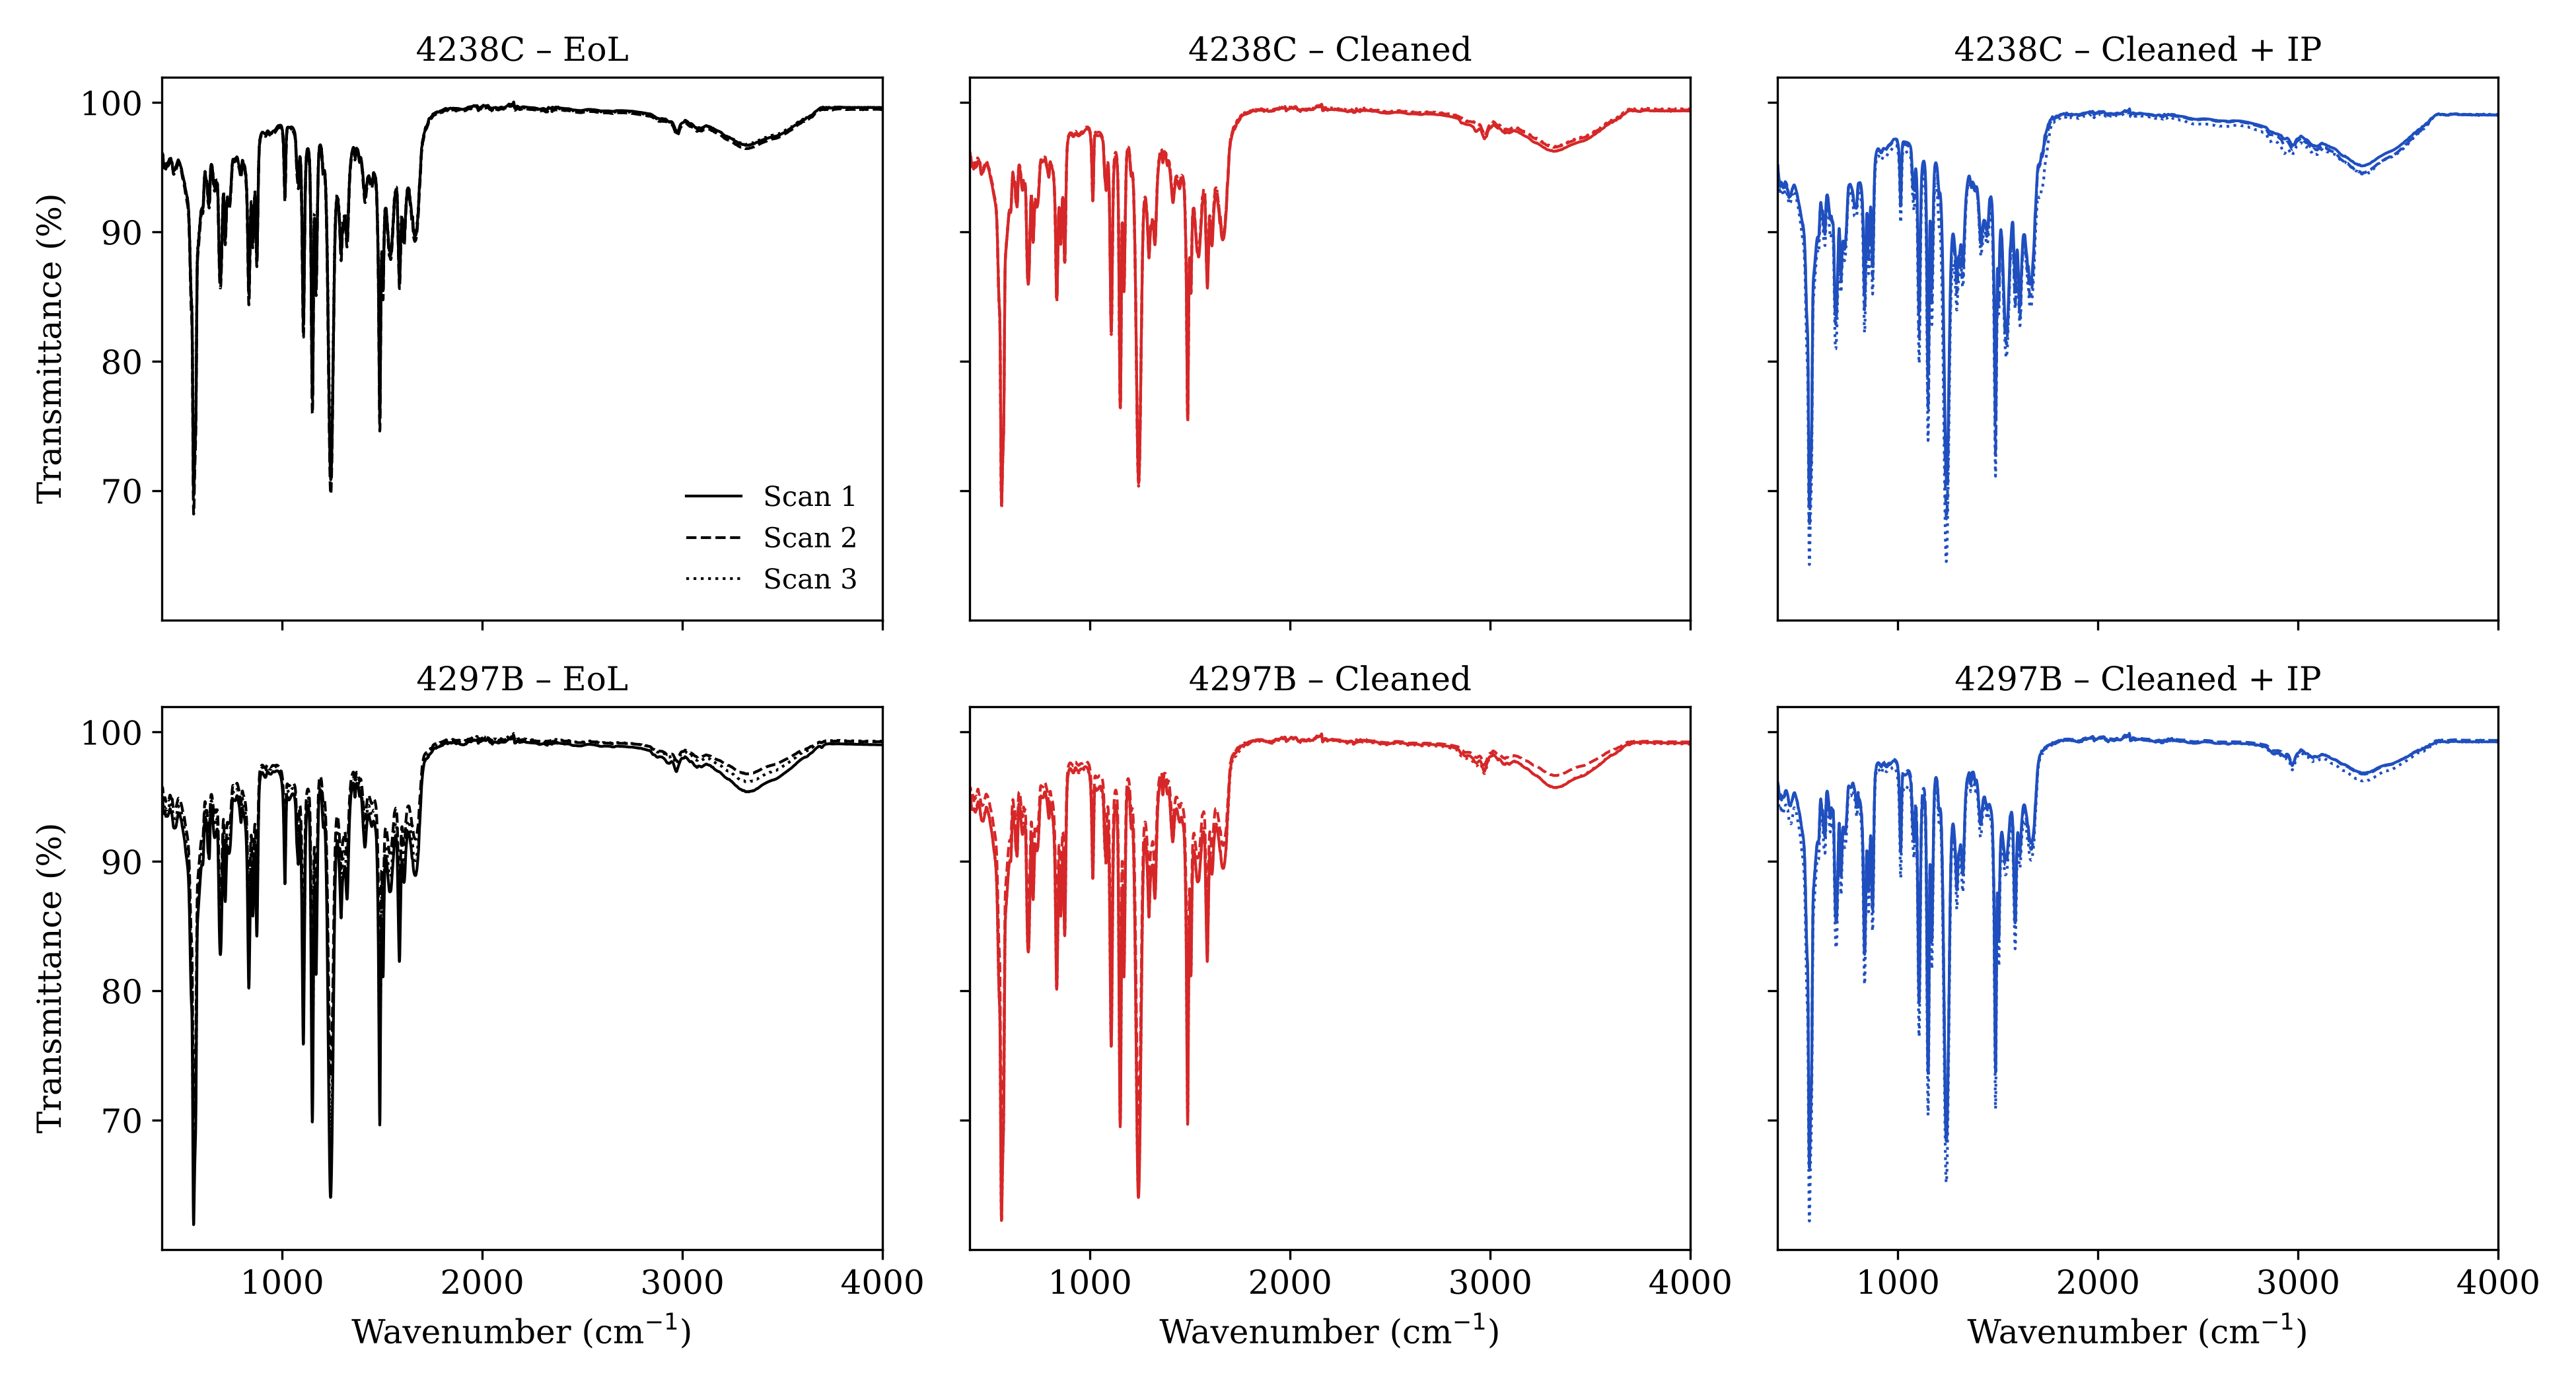 4238C – EoL
4238C – Cleaned
4238C – Cleaned + IP
Transmittance (%)
100
90
80
70
Scan 1
Scan 2
Scan 3
4297B – EoL
4297B – Cleaned
4297B – Cleaned + IP
Transmittance (%)
100
90
80
70
1000 2000 3000 4000
1000 2000 3000 4000
1000 2000 3000 4000
Wavenumber (cm⁻¹)
Wavenumber (cm⁻¹)
Wavenumber (cm⁻¹)